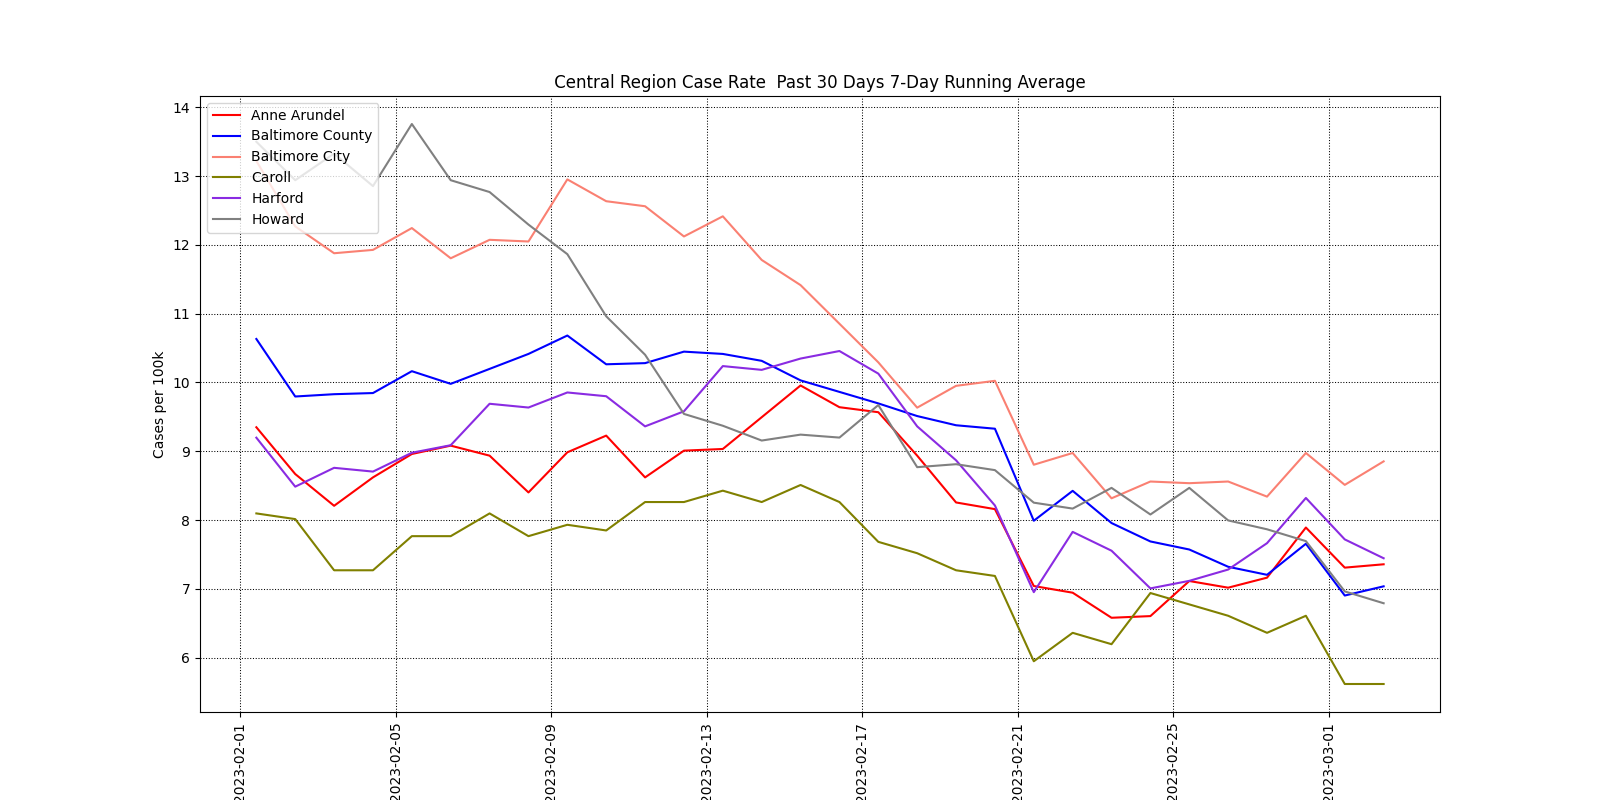 Central Region Case Rate  Past 30 Days 7-Day Running Average
Cases per 100k
14
13
12
11
10
9
8
7
6
Anne Arundel
Baltimore County
Baltimore City
Caroll
Harford
Howard
2023-02-01
2023-02-05
2023-02-09
2023-02-13
2023-02-17
2023-02-21
2023-02-25
2023-03-01